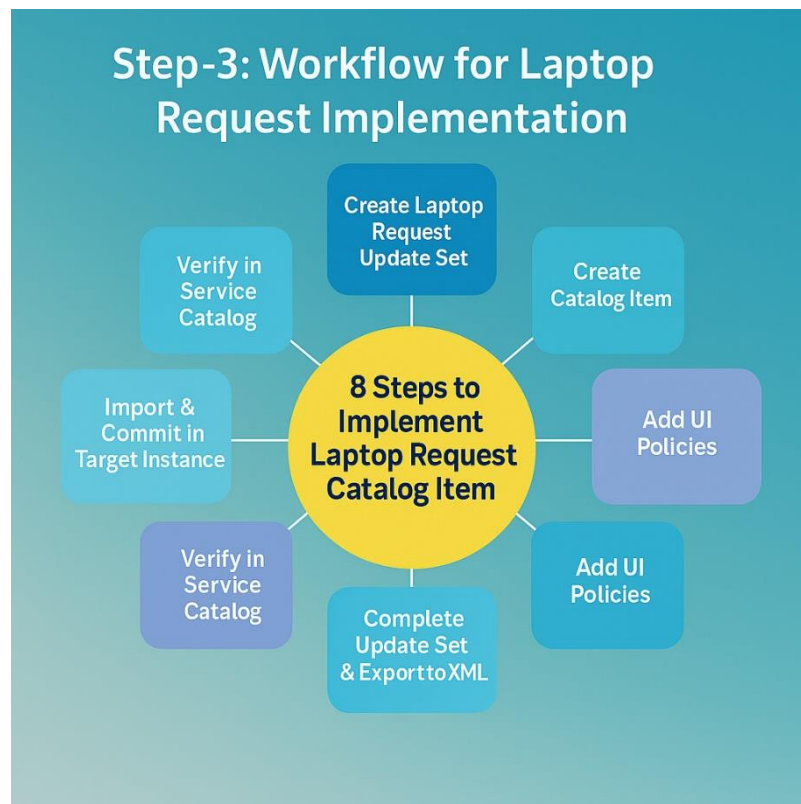 Step-3: Workflow for Laptop
Request Implementation
Create Laptop
Request
Update Set
Create
Catalog Item
Add UI
Policies
Add UI
Policies
Complete
Update Set
& Export to XML
Verify in
Service
Catalog
Import &
Commit in
Target Instance
Verify in
Service
Catalog
8 Steps to
Implement
Laptop Request
Catalog Item